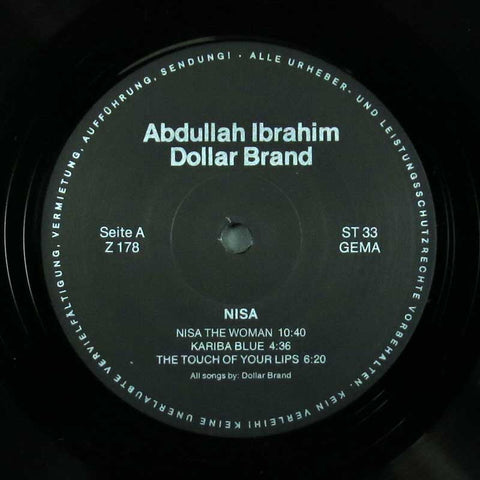 Abdullah Ibrahim
Dollar Brand
Seite A
Z 178
ST 33
GEMA
NISA
NISA THE WOMAN 10:40
KARIBA BLUE 4:36
THE TOUCH OF YOUR LIPS 6:20
All songs by: Dollar Brand
ALLE URHEBER- UND LEISTUNGSSCHUTZRECHTE VORBEHALTEN. KEIN VERLEIH! KEINE UNERLAUBTE VERVIELFÄLTIGUNG, VERMIETUNG, AUFFÜHRUNG, SENDUNG! ·